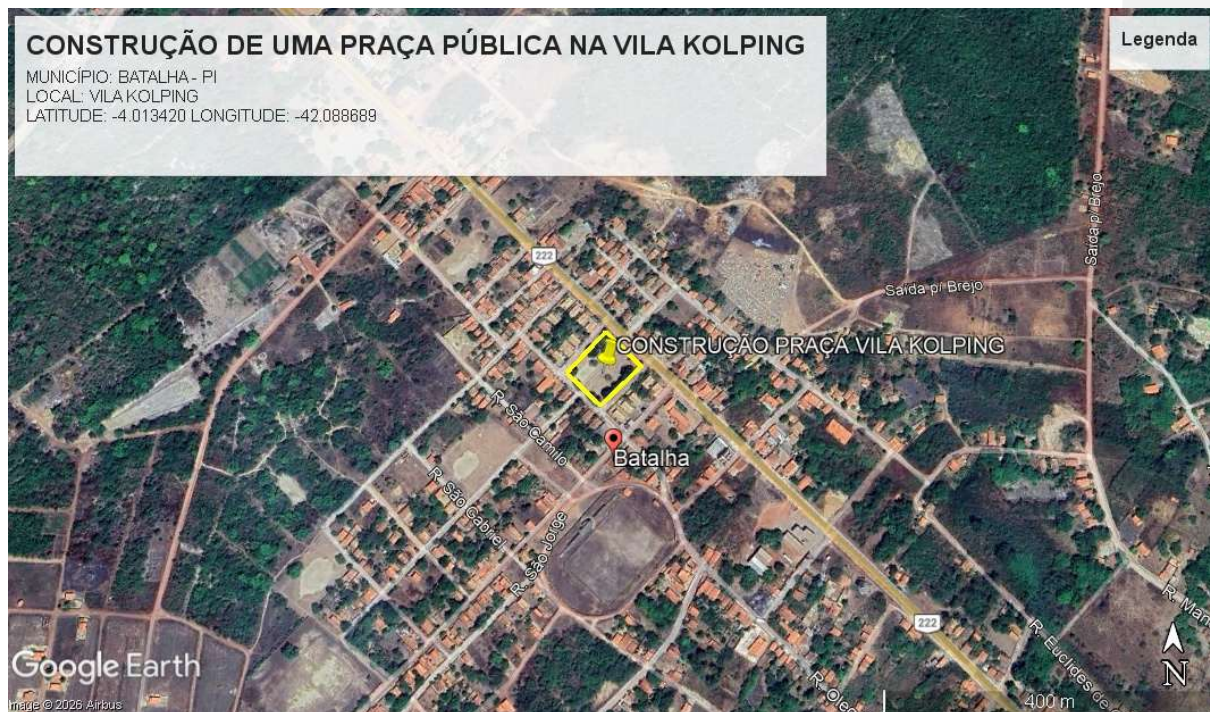 CONSTRUÇÃO DE UMA PRAÇA PÚBLICA NA VILA KOLPING
MUNICÍPIO: BATALHA - PI
LOCAL: VILA KOLPING
LATITUDE: -4.013420 LONGITUDE: -42.088689
Legenda
Saída p/ Brejo
222
Saída p/ Brejo
CONSTRUÇÃO PRAÇA VILA KOLPING
R. São Camilo
Batalha
R. São Gabriel
R. São Jorge
222
R. Euclides de
Google Earth
Image © 2026 Airbus
N
400 m